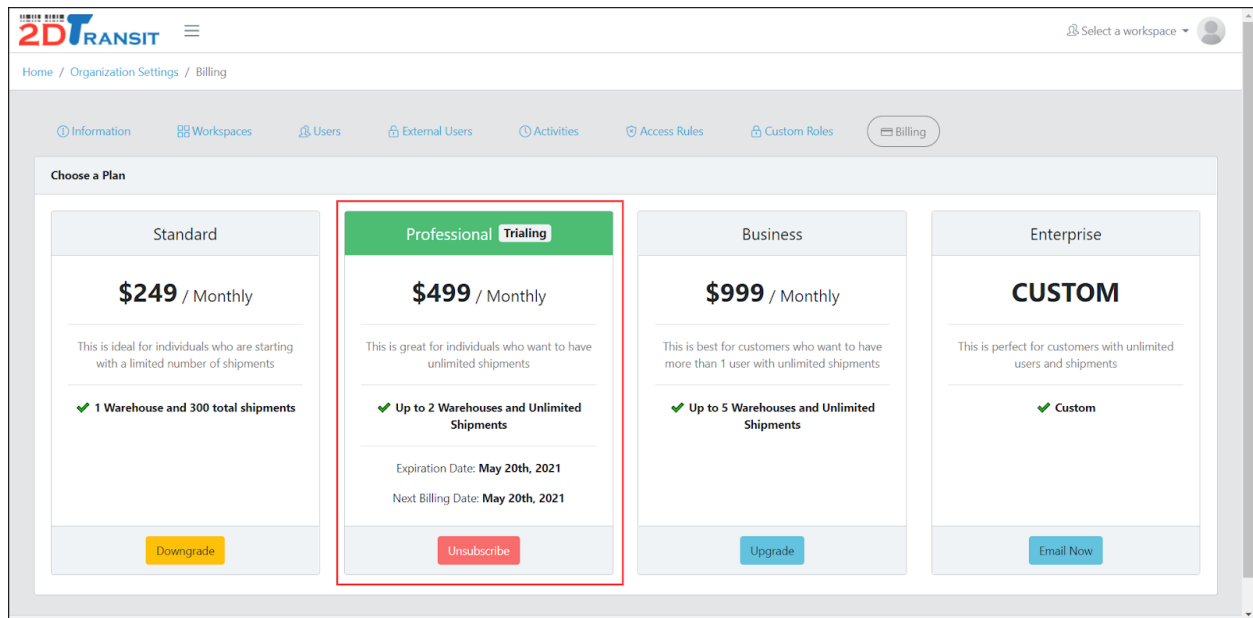 2DTRANSIT
Select a workspace
Home / Organization Settings / Billing
Information Workspaces Users External Users Activities Access Rules Custom Roles Billing
Choose a Plan
Standard
$249 / Monthly
This is ideal for individuals who are starting
with a limited number of shipments
1 Warehouse and 300 total shipments
Downgrade
Professional Trialing
$499 / Monthly
This is great for individuals who want to have
unlimited shipments
Up to 2 Warehouses and Unlimited
Shipments
Expiration Date: May 20th, 2021
Next Billing Date: May 20th, 2021
Unsubscribe
Business
$999 / Monthly
This is best for customers who want to have
more than 1 user with unlimited shipments
Up to 5 Warehouses and Unlimited
Shipments
Upgrade
Enterprise
CUSTOM
This is perfect for customers with unlimited
users and shipments
Custom
Email Now